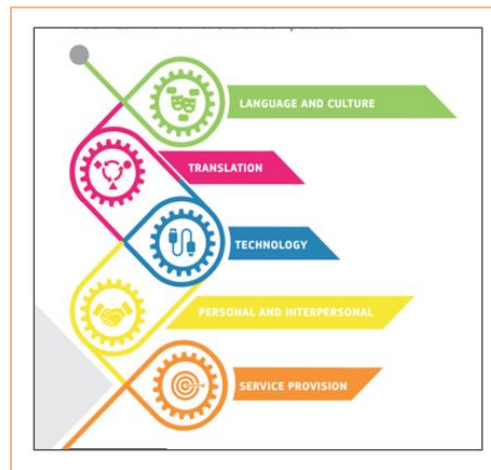 LANGUAGE AND CULTURE
TRANSLATION
TECHNOLOGY
PERSONAL AND INTERPERSONAL
SERVICE PROVISION